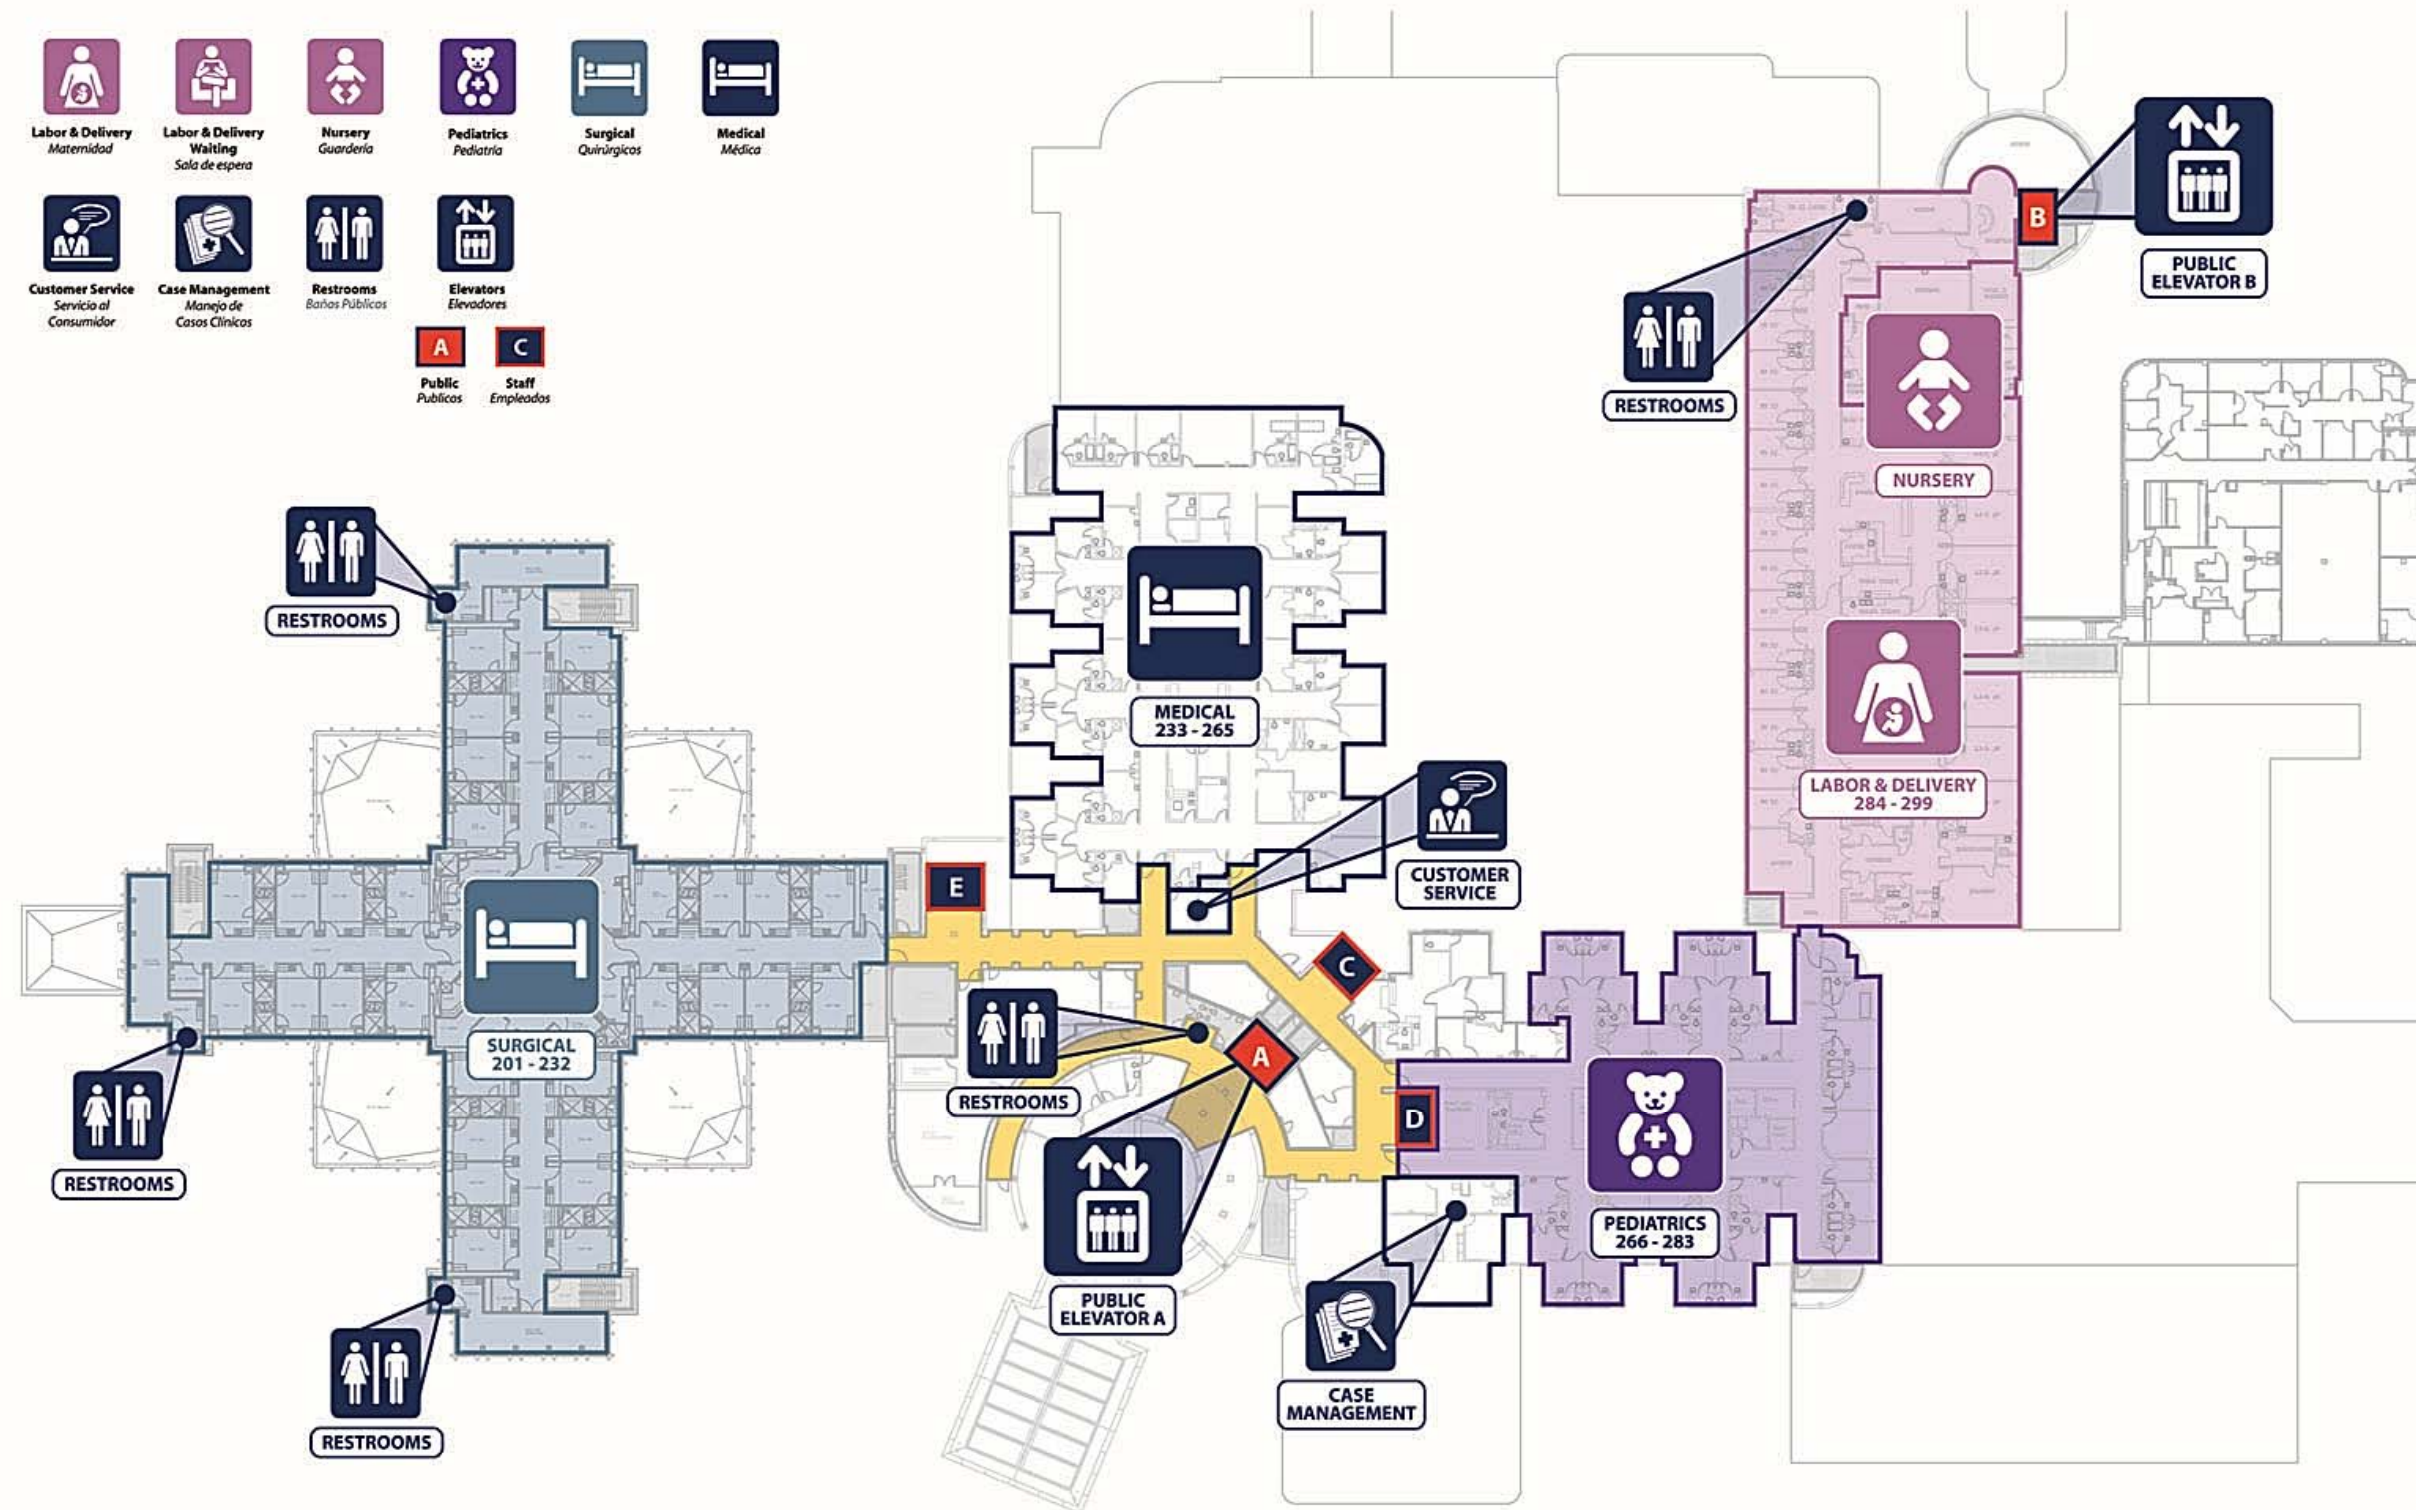 Labor & Delivery
Maternidad
Labor & Delivery
Waiting
Sala de espera
Nursery
Guardería
Pediatrics
Pediatría
Surgical
Quirúrgicos
Medical
Médica
Customer Service
Servicio al
Consumidor
Case Management
Manejo de
Casos Clínicos
Restrooms
Baños Públicos
Elevators
Elevadores
A
Public
Publicos
C
Staff
Empleados
B
PUBLIC
ELEVATOR B
RESTROOMS
NURSERY
RESTROOMS
MEDICAL
233 - 265
LABOR & DELIVERY
284 - 299
CUSTOMER
SERVICE
E
C
SURGICAL
201 - 232
A
RESTROOMS
D
RESTROOMS
PEDIATRICS
266 - 283
PUBLIC
ELEVATOR A
CASE
MANAGEMENT
RESTROOMS